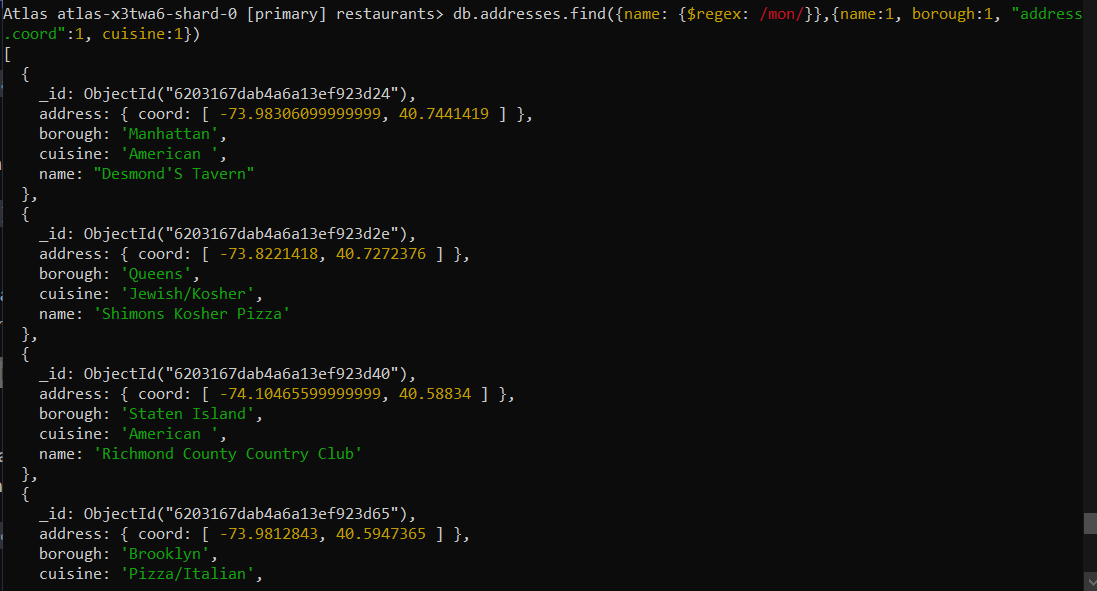 Atlas atlas-x3twa6-shard-0 [primary] restaurants> db.addresses.find({name: {$regex: /mon/}},{name:1, borough:1, "address
.coord":1, cuisine:1})
[
  {
    _id: ObjectId("6203167dab4a6a13ef923d24"),
    address: { coord: [ -73.98306099999999, 40.7441419 ] },
    borough: 'Manhattan',
    cuisine: 'American ',
    name: "Desmond'S Tavern"
  },
  {
    _id: ObjectId("6203167dab4a6a13ef923d2e"),
    address: { coord: [ -73.8221418, 40.7272376 ] },
    borough: 'Queens',
    cuisine: 'Jewish/Kosher',
    name: 'Shimons Kosher Pizza'
  },
  {
    _id: ObjectId("6203167dab4a6a13ef923d40"),
    address: { coord: [ -74.10465599999999, 40.58834 ] },
    borough: 'Staten Island',
    cuisine: 'American ',
    name: 'Richmond County Country Club'
  },
  {
    _id: ObjectId("6203167dab4a6a13ef923d65"),
    address: { coord: [ -73.9812843, 40.5947365 ] },
    borough: 'Brooklyn',
    cuisine: 'Pizza/Italian',